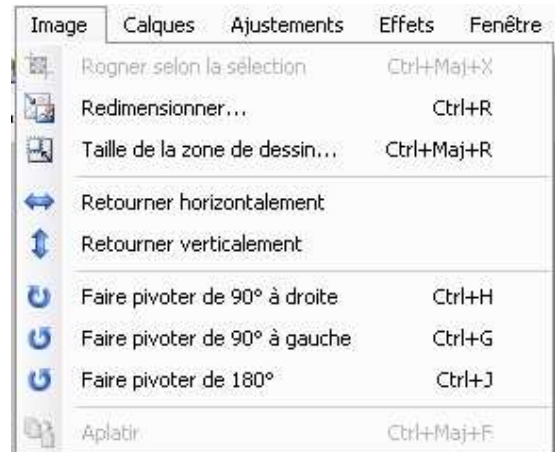 Image Calques Ajustements Effets Fenêtre
Rogner selon la sélection Ctrl+Maj+X
Redimensionner... Ctrl+R
Taille de la zone de dessin... Ctrl+Maj+R
Retourner horizontalement
Retourner verticalement
Faire pivoter de 90° à droite Ctrl+H
Faire pivoter de 90° à gauche Ctrl+G
Faire pivoter de 180° Ctrl+J
Aplatir Ctrl+Maj+F